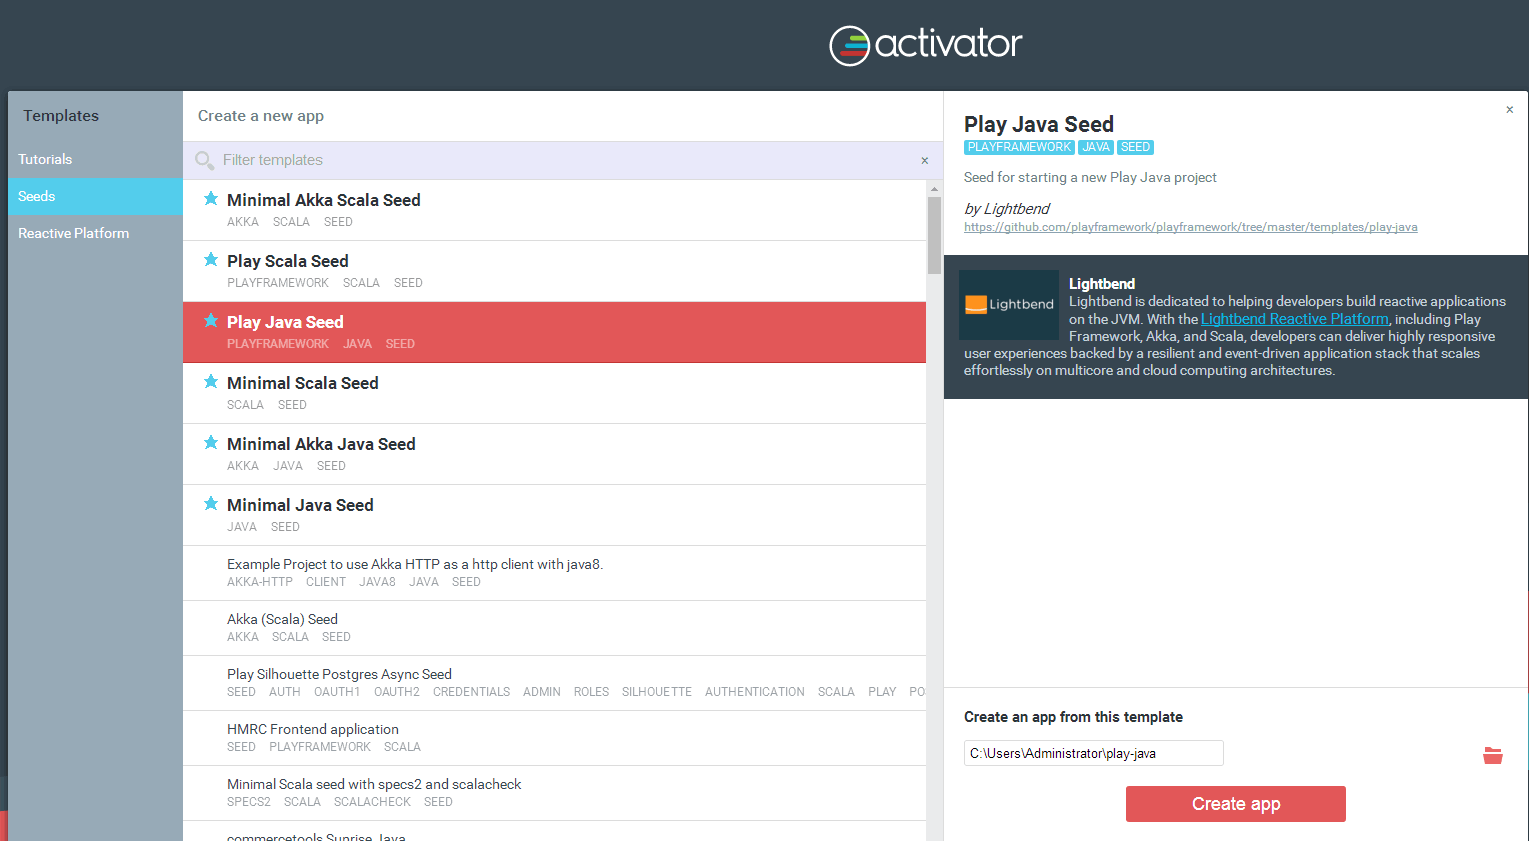 activator
Templates
Tutorials
Seeds
Reactive Platform
Create a new app
Filter templates
×
Minimal Akka Scala Seed
AKKA SCALA SEED
Play Scala Seed
PLAYFRAMEWORK SCALA SEED
Play Java Seed
PLAYFRAMEWORK JAVA SEED
Minimal Scala Seed
SCALA SEED
Minimal Akka Java Seed
AKKA JAVA SEED
Minimal Java Seed
JAVA SEED
Example Project to use Akka HTTP as a http client with java8.
AKKA-HTTP CLIENT JAVA8 JAVA SEED
Akka (Scala) Seed
AKKA SCALA SEED
Play Silhouette Postgres Async Seed
SEED AUTH OAUTH1 OAUTH2 CREDENTIALS ADMIN ROLES SILHOUETTE AUTHENTICATION SCALA PLAY
HMRC Frontend application
SEED PLAYFRAMEWORK SCALA
Minimal Scala seed with specs2 and scalacheck
SPECS2 SCALA SCALACHECK SEED
commercetools Sunrise Java
×
Play Java Seed
PLAYFRAMEWORK JAVA SEED
Seed for starting a new Play Java project
by Lightbend
https://github.com/playframework/playframework/tree/master/templates/play-java
Lightbend
Lightbend
Lightbend is dedicated to helping developers build reactive applications
on the JVM. With the Lightbend Reactive Platform, including Play
Framework, Akka, and Scala, developers can deliver highly responsive
user experiences backed by a resilient and event-driven application stack that scales
effortlessly on multicore and cloud computing architectures.
Create an app from this template
C:\Users\Administrator\play-java
Create app